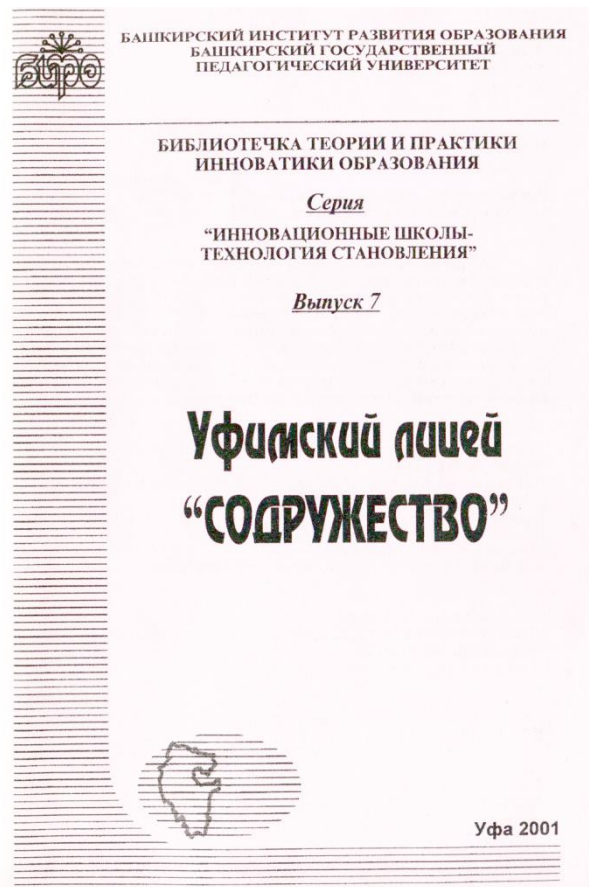 БИРО
БАШКИРСКИЙ ИНСТИТУТ РАЗВИТИЯ ОБРАЗОВАНИЯ
БАШКИРСКИЙ ГОСУДАРСТВЕННЫЙ
ПЕДАГОГИЧЕСКИЙ УНИВЕРСИТЕТ
БИБЛИОТЕЧКА ТЕОРИИ И ПРАКТИКИ
ИННОВАТИКИ ОБРАЗОВАНИЯ
Серия
“ИННОВАЦИОННЫЕ ШКОЛЫ-
ТЕХНОЛОГИЯ СТАНОВЛЕНИЯ”
Выпуск 7
Уфимский лицей
“СОДРУЖЕСТВО”
Уфа 2001